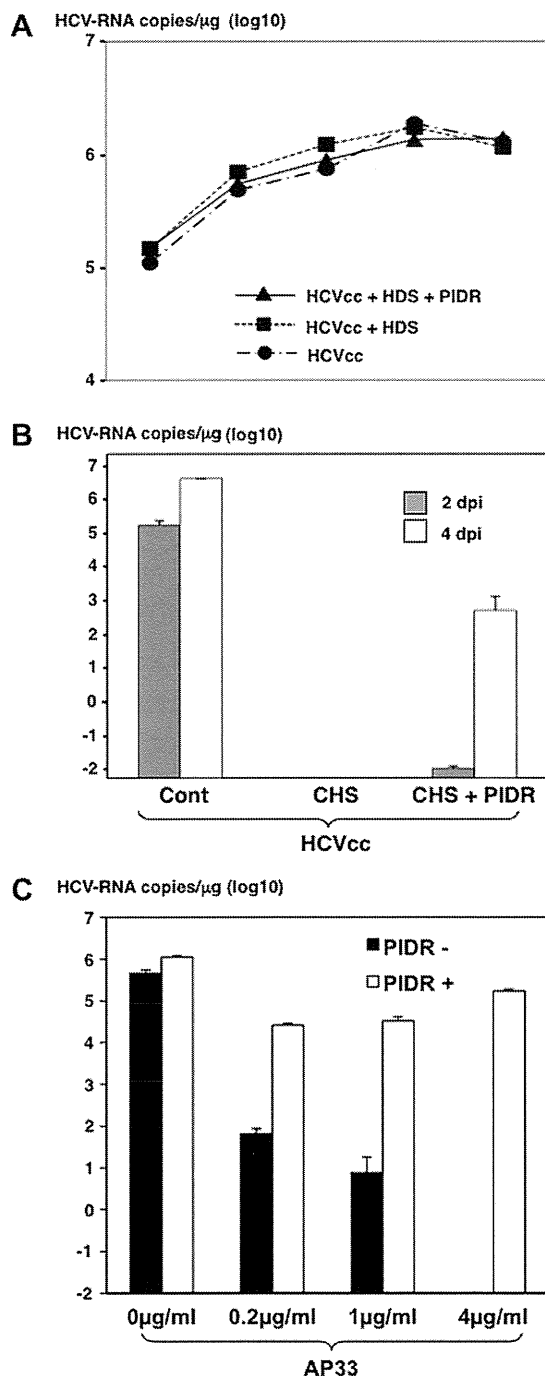 A HCV-RNA copies/µg (log10)
7
6
5
4
HCVcc + HDS + PIDR
HCVcc + HDS
HCVcc
B HCV-RNA copies/µg (log10)
7
6
5
4
3
2
1
0
-1
-2
2 dpi
4 dpi
Cont CHS CHS + PIDR
HCVcc
C HCV-RNA copies/µg (log10)
7
6
5
4
3
2
1
0
-1
-2
PIDR -
PIDR +
0µg/ml 0.2µg/ml 1µg/ml 4µg/ml
AP33